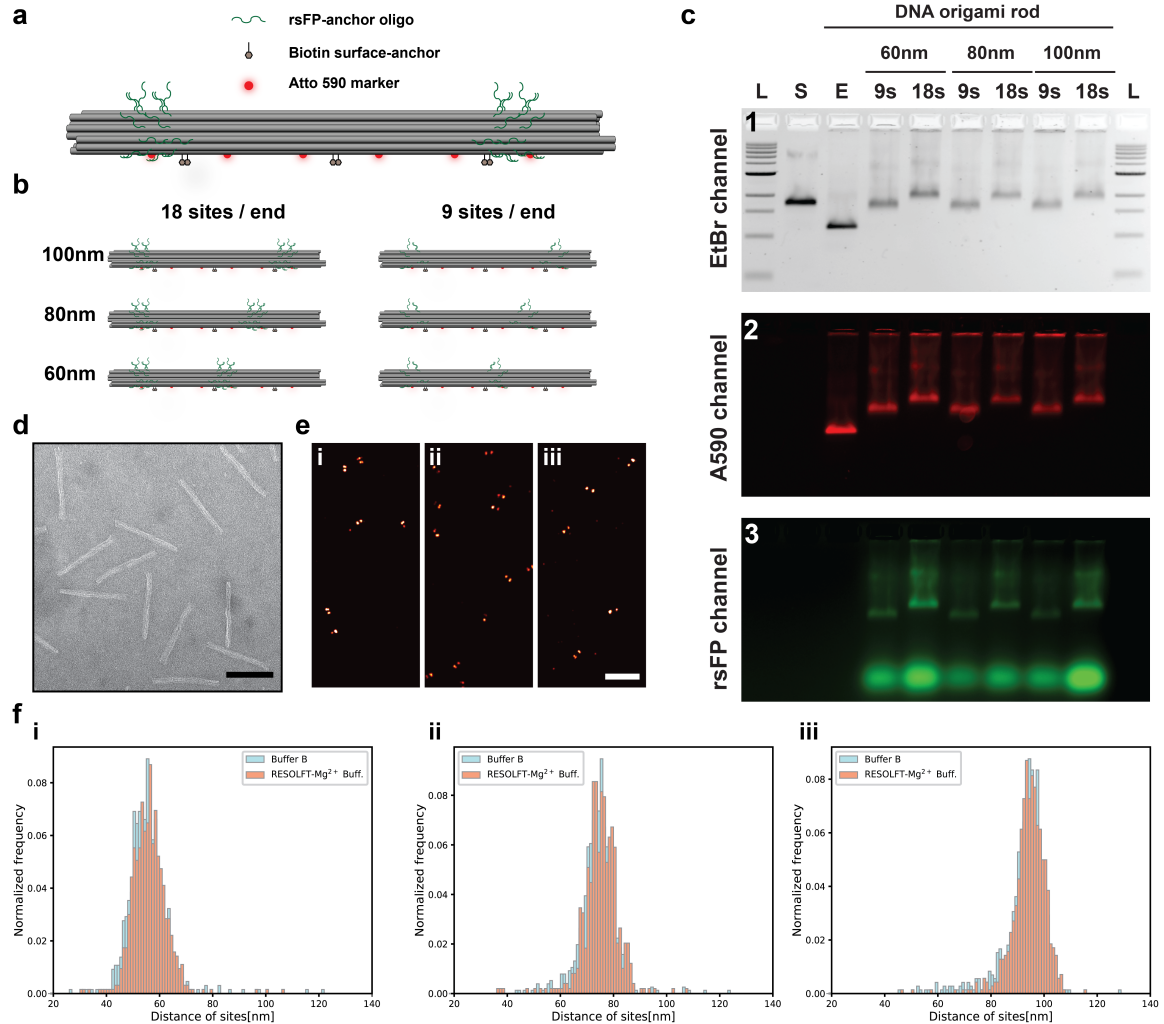 a
rsFP-anchor oligo
Biotin surface-anchor
Atto 590 marker
b
18 sites / end
9 sites / end
100nm
80nm
60nm
c
DNA origami rod
60nm
80nm
100nm
L
S
E
9s
18s
9s
18s
9s
18s
L
1
EtBr channel
2
A590 channel
3
rsFP channel
d
e
i
ii
iii
f
i
Buffer B
RESOLFT-Mg²⁺ Buff.
Normalized frequency
0.08
0.06
0.04
0.02
0.00
20
40
60
80
100
120
140
Distance of sites[nm]
ii
Buffer B
RESOLFT-Mg²⁺ Buff.
Normalized frequency
0.08
0.06
0.04
0.02
0.00
20
40
60
80
100
120
140
Distance of sites[nm]
iii
Buffer B
RESOLFT-Mg²⁺ Buff.
Normalized frequency
0.08
0.06
0.04
0.02
0.00
20
40
60
80
100
120
140
Distance of sites[nm]